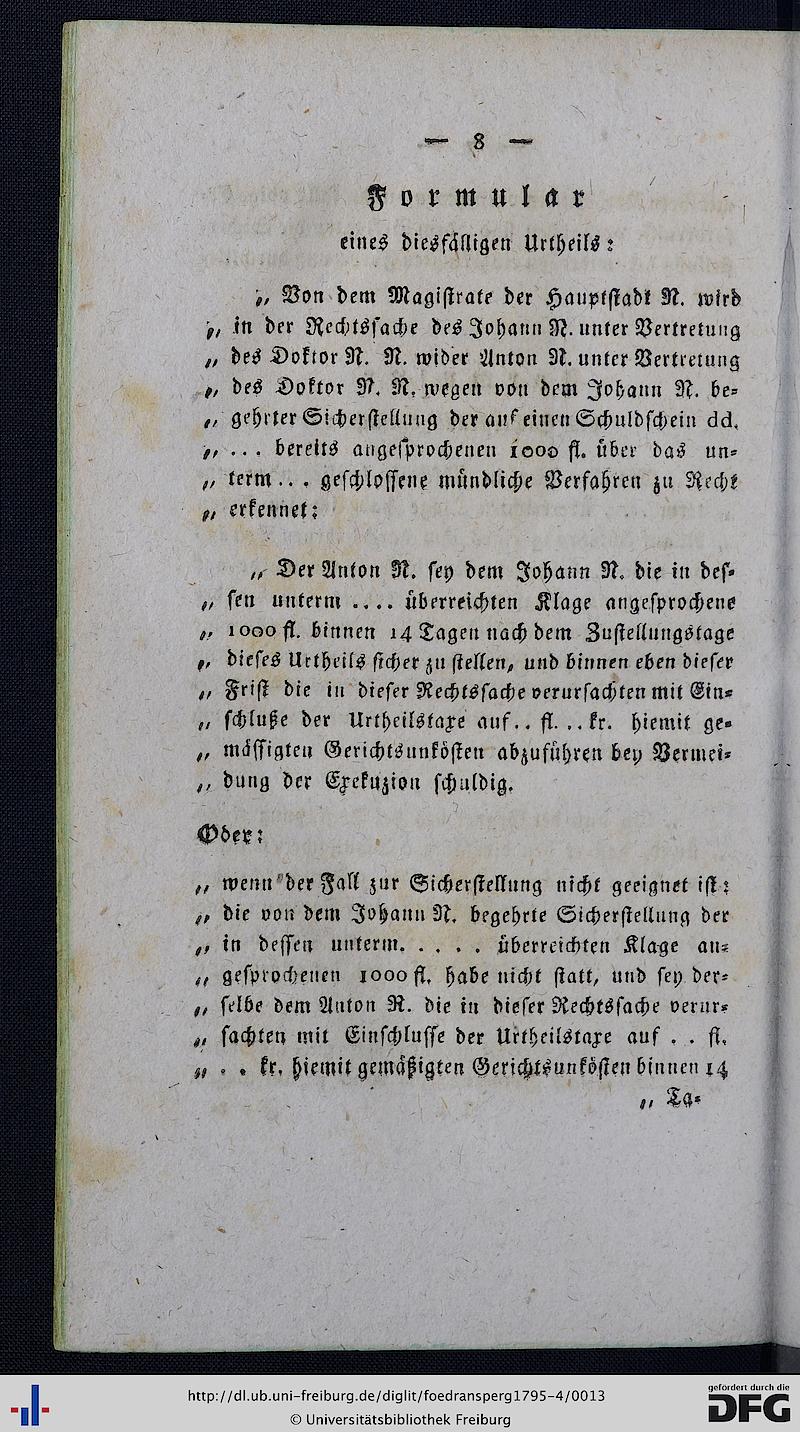 — 8 —
Formular
eines diesfälligen Urtheils:
„ Von dem Magistrate der Hauptstadt N. wird
„ in der Rechtssache des Johann N. unter Vertretung
„ des Doktor N. N. wider Anton N. unter Vertretung
„ des Doktor N. N. wegen von dem Johann N. be=
„ gehrter Sicherstellung der auf einen Schuldschein dd.
„ ... bereits angesprochenen 1000 fl. über das un=
„ term ... geschlossene mündliche Verfahren zu Recht
„ erkennet:
„ Der Anton N. sey dem Johann N. die in des=
„ sen unterm .... überreichten Klage angesprochene
„ 1000 fl. binnen 14 Tagen nach dem Zustellungstage
„ dieses Urtheils sicher zu stellen, und binnen eben dieser
„ Frist die in dieser Rechtssache verursachten mit Ein=
„ schluße der Urtheilstaxe auf .. fl. .. kr. hiemit ge=
„ mässigten Gerichtsunkösten abzuführen bey Vermei=
„ dung der Exekuzion schuldig.
Oder:
„ wenn der Fall zur Sicherstellung nicht geeignet ist:
„ die von dem Johann N. begehrte Sicherstellung der
„ in dessen unterm. .... überreichten Klage an=
„ gesprochenen 1000 fl. habe nicht statt, und sey der=
„ selbe dem Anton N. die in dieser Rechtssache verur=
„ sachten mit Einschlusse der Urtheilstaxe auf . . fl.
„ . . kr. hiemit gemäßigten Gerichtsunkösten binnen 14
„ Ta=
http://dl.ub.uni-freiburg.de/diglit/foedransperg1795-4/0013
© Universitätsbibliothek Freiburg
gefördert durch die
DFG